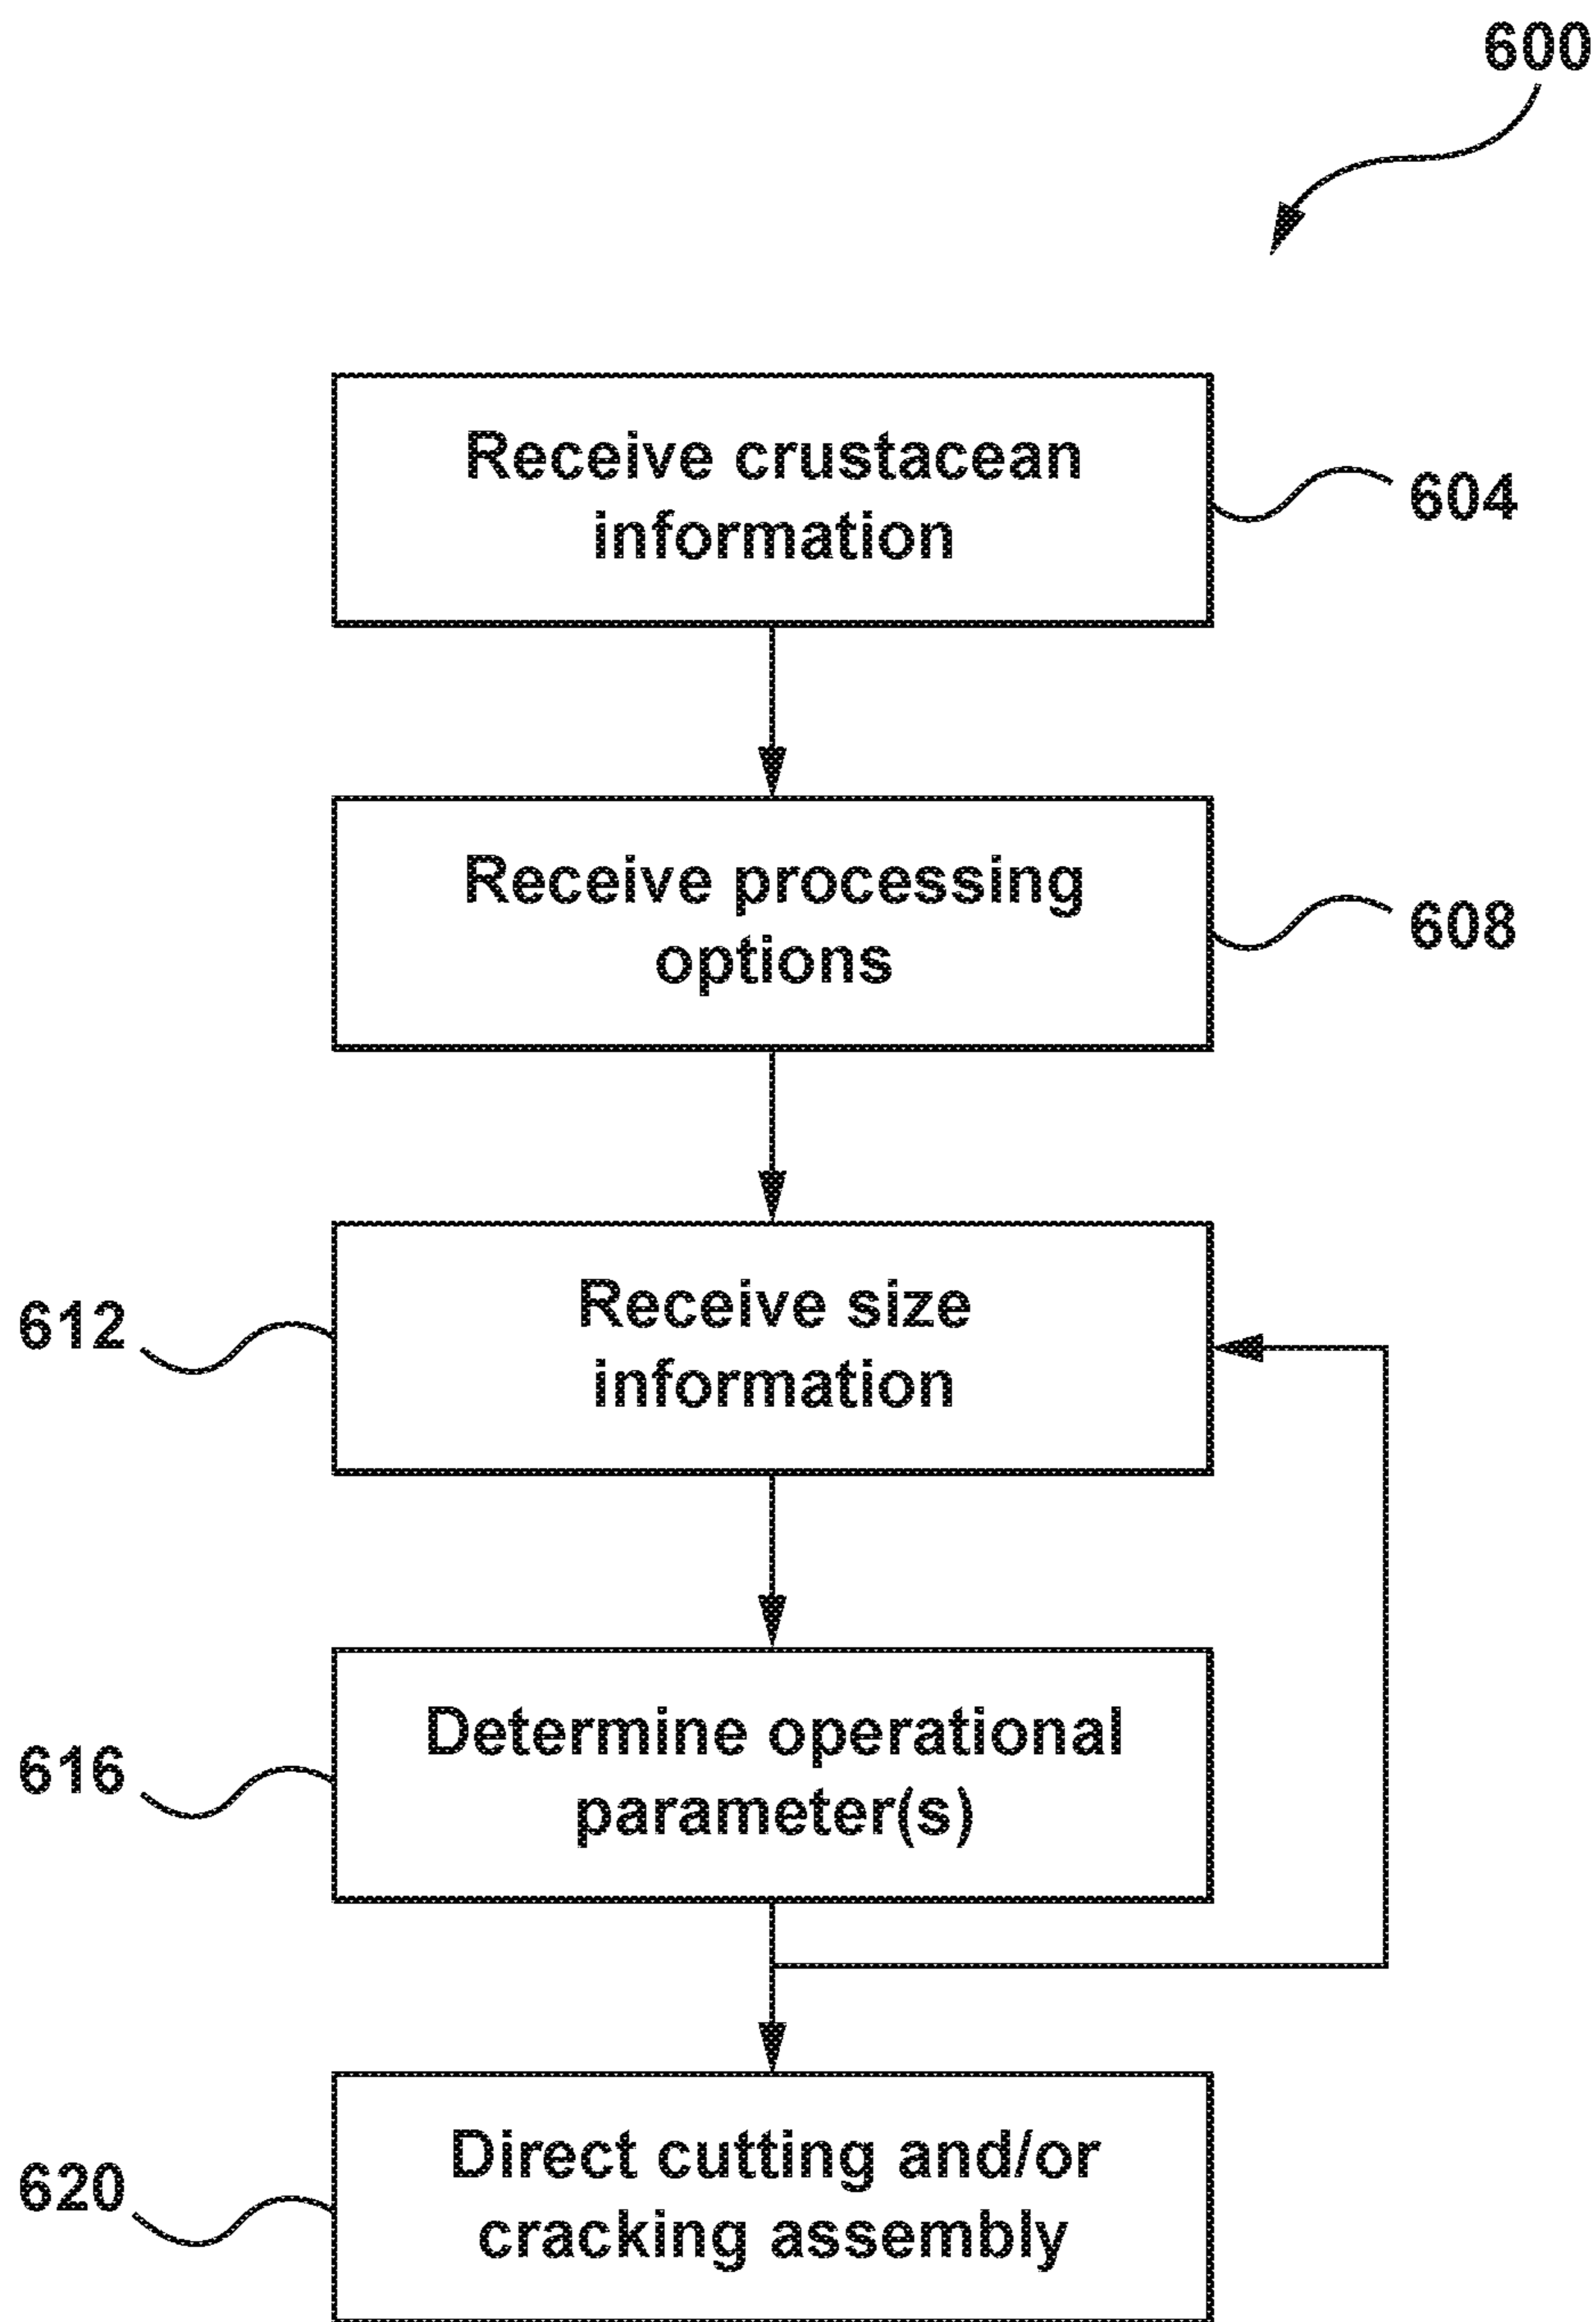 600
Receive crustacean
information
604
Receive processing
options
608
612
Receive size
information
616
Determine operational
parameter(s)
620
Direct cutting and/or
cracking assembly